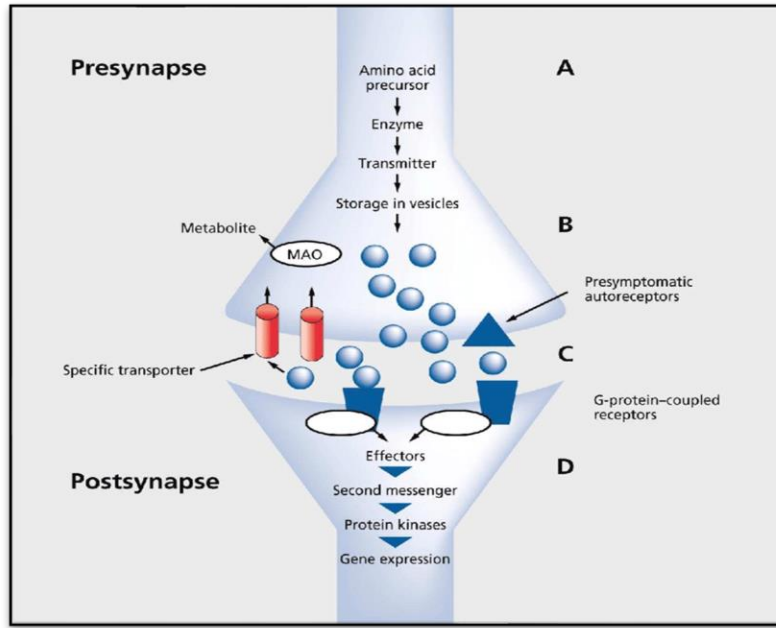 Presynapse
A
Amino acid
precursor
Enzyme
Transmitter
Storage in vesicles
B
Metabolite
MAO
Presymptomatic
autoreceptors
C
Specific transporter
G-protein–coupled
receptors
Effectors
D
Postsynapse
Second messenger
Protein kinases
Gene expression